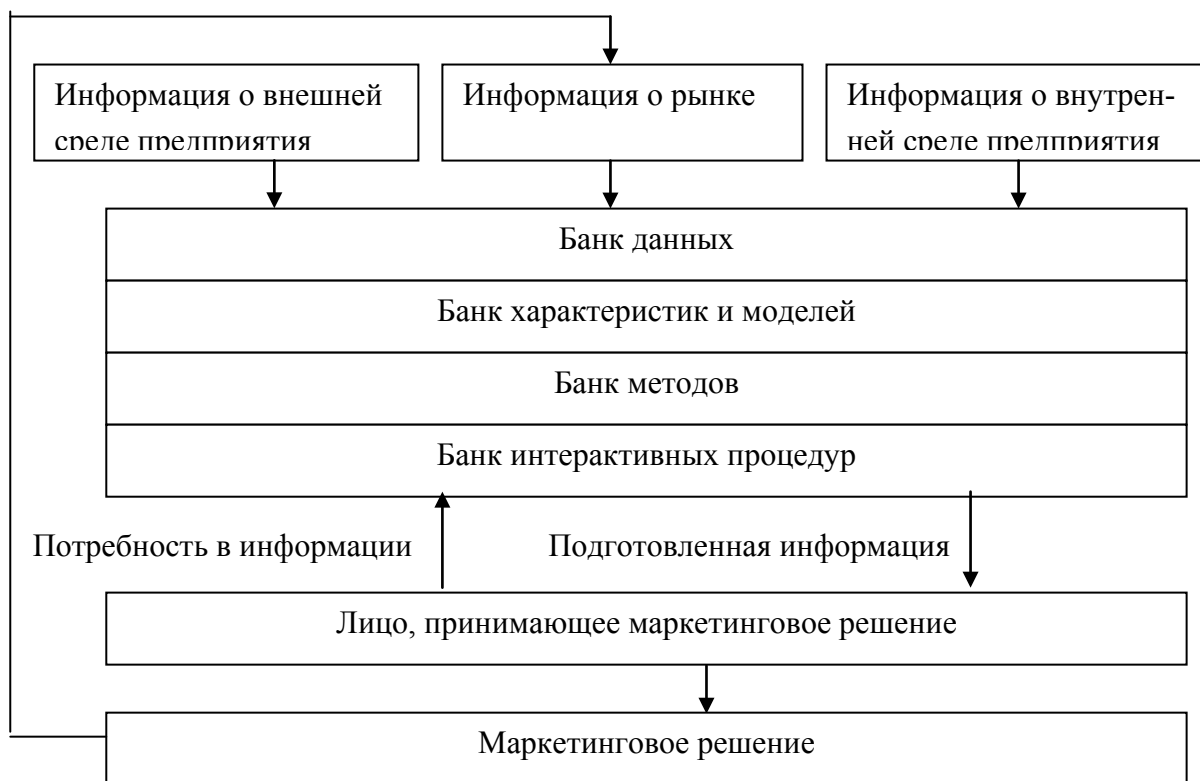 Информация о внешней
среде предприятия
Информация о рынке
Информация о внутрен-
ней среде предприятия
Банк данных
Банк характеристик и моделей
Банк методов
Банк интерактивных процедур
Потребность в информации
Подготовленная информация
Лицо, принимающее маркетинговое решение
Маркетинговое решение